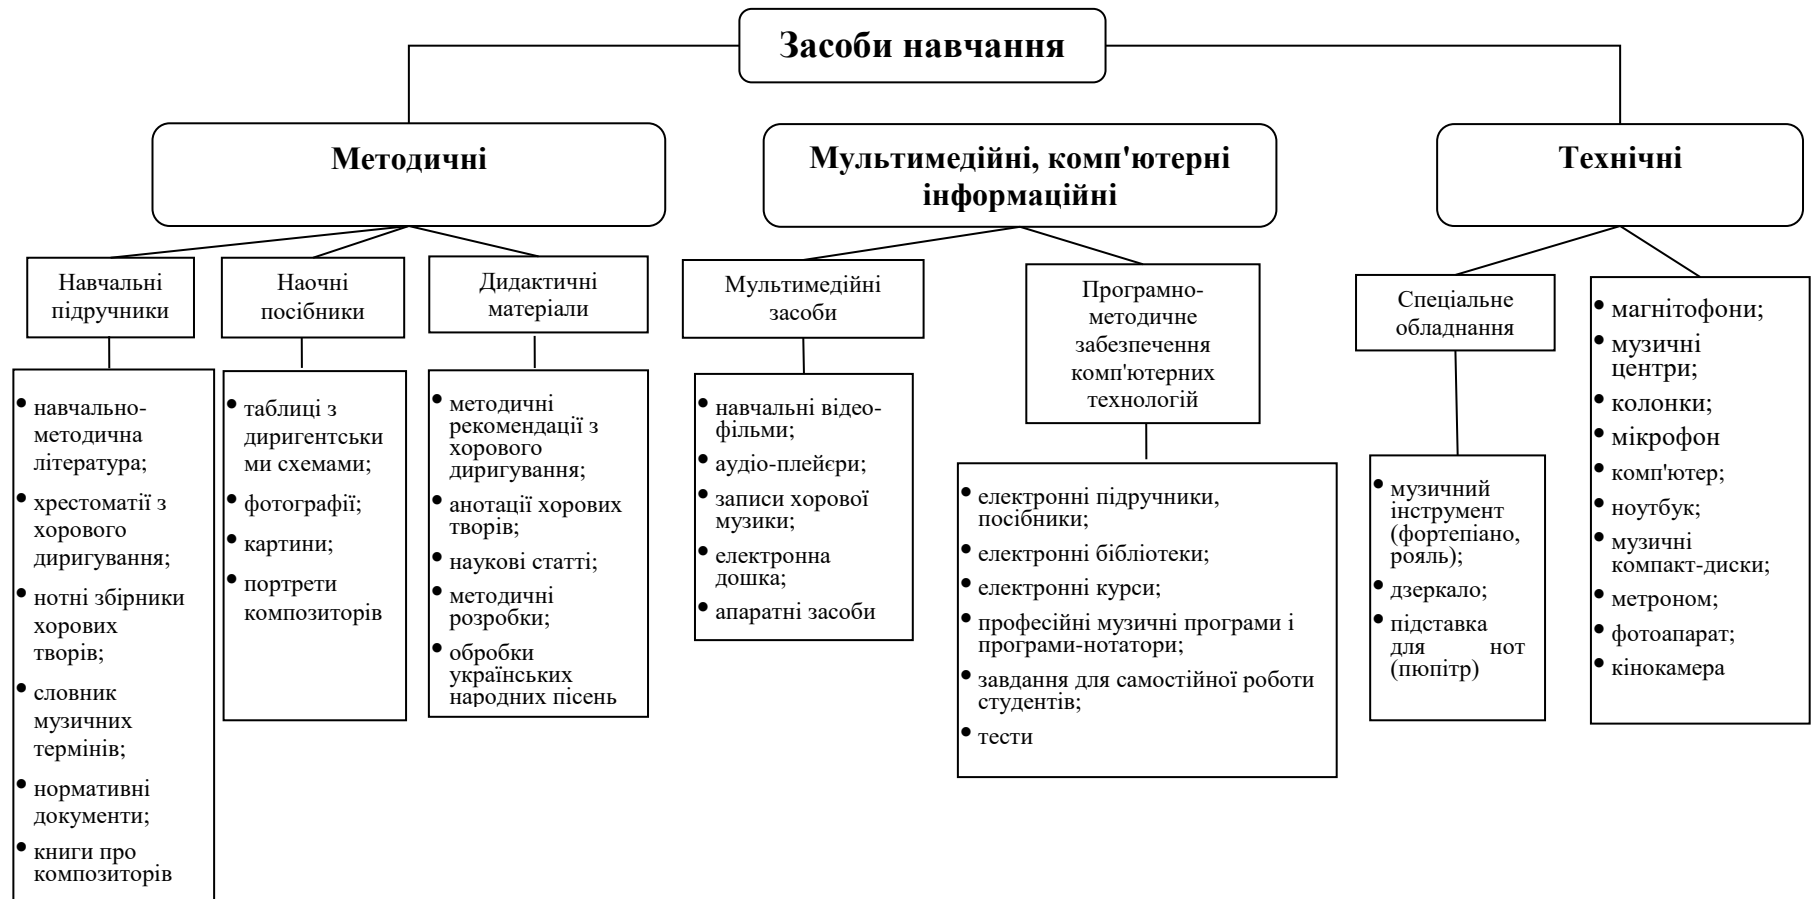 Засоби навчання
Методичні
Мультимедійні, комп'ютерні
інформаційні
Технічні
Навчальні
підручники
Наочні
посібники
Дидактичні
матеріали
Мультимедійні
засоби
Програмно-
методичне
забезпечення
комп'ютерних
технологій
Спеціальне
обладнання
• навчально-
методична
література;
• хрестоматії з
хорового
диригування;
• нотні збірники
хорових
творів;
• словник
музичних
термінів;
• нормативні
документи;
• книги про
композиторів
• таблиці з
диригентськи
ми схемами;
• фотографії;
• картини;
• портрети
композиторів
• методичні
рекомендації з
хорового
диригування;
• анотації хорових
творів;
• наукові статті;
• методичні
розробки;
• обробки
українських
народних пісень
• навчальні відео-
фільми;
• аудіо-плейєри;
• записи хорової
музики;
• електронна
дошка;
• апаратні засоби
• електронні підручники,
посібники;
• електронні бібліотеки;
• електронні курси;
• професійні музичні програми і
програми-нотатори;
• завдання для самостійної роботи
студентів;
• тести
• музичний
інструмент
(фортепіано,
рояль);
• дзеркало;
• підставка
для нот
(пюпітр)
• магнітофони;
• музичні
центри;
• колонки;
• мікрофон
• комп'ютер;
• ноутбук;
• музичні
компакт-диски;
• метроном;
• фотоапарат;
• кінокамера